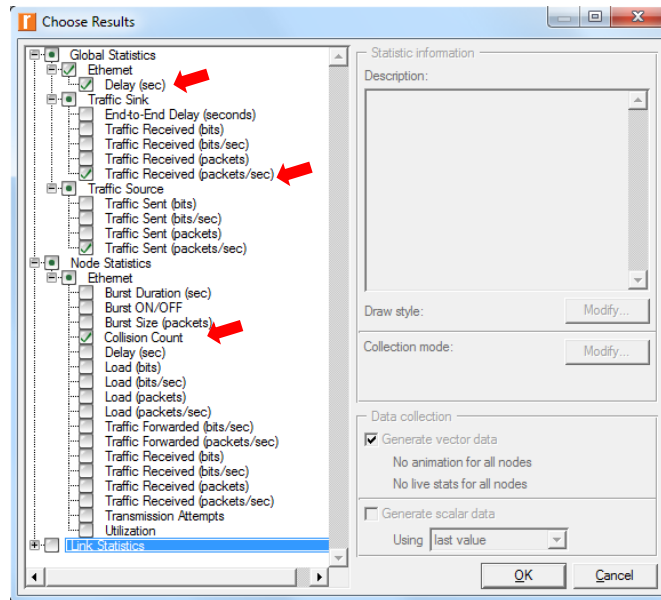 Choose Results
Global Statistics
Ethernet
Delay (sec)
Traffic Sink
End-to-End Delay (seconds)
Traffic Received (bits)
Traffic Received (bits/sec)
Traffic Received (packets)
Traffic Received (packets/sec)
Traffic Source
Traffic Sent (bits)
Traffic Sent (bits/sec)
Traffic Sent (packets)
Traffic Sent (packets/sec)
Node Statistics
Ethernet
Burst Duration (sec)
Burst ON/OFF
Burst Size (packets)
Collision Count
Delay (sec)
Load (bits)
Load (bits/sec)
Load (packets)
Load (packets/sec)
Traffic Forwarded (bits/sec)
Traffic Forwarded (packets/sec)
Traffic Received (bits)
Traffic Received (bits/sec)
Traffic Received (packets)
Traffic Received (packets/sec)
Transmission Attempts
Utilization
Link Statistics
Statistic information
Description:
Draw style:
Modify...
Collection mode:
Modify...
Data collection
Generate vector data
No animation for all nodes
No live stats for all nodes
Generate scalar data
Using last value
OK
Cancel